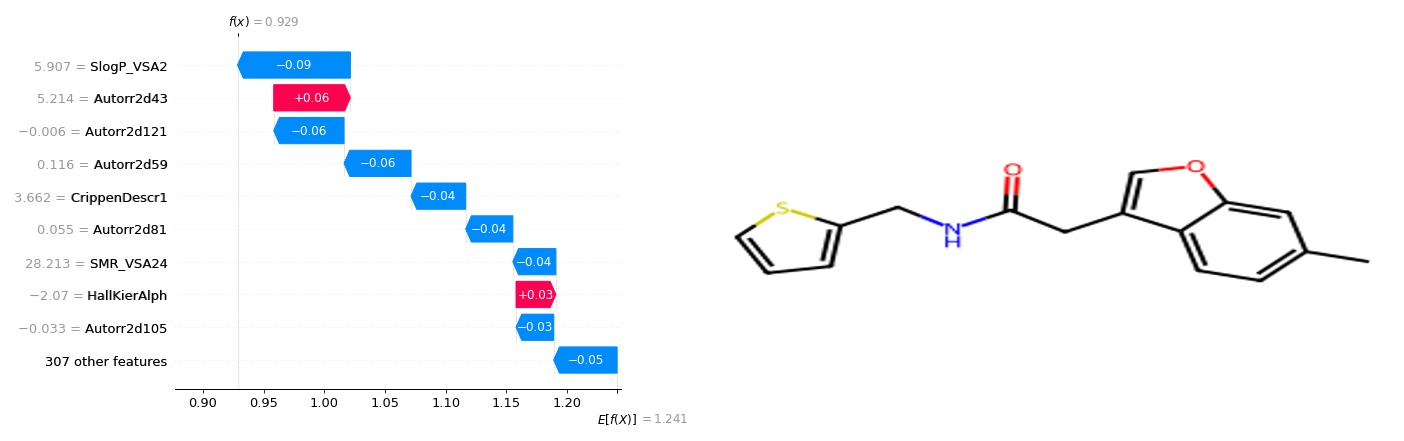 f(x) = 0.929
5.907 = SlogP_VSA2
−0.09
5.214 = Autorr2d43
+0.06
−0.006 = Autorr2d121
−0.06
0.116 = Autorr2d59
−0.06
3.662 = CrippenDescr1
−0.04
0.055 = Autorr2d81
−0.04
28.213 = SMR_VSA24
−0.04
−2.07 = HallKierAlph
+0.03
−0.033 = Autorr2d105
−0.03
307 other features
−0.05
0.90 0.95 1.00 1.05 1.10 1.15 1.20
E[f(X)] = 1.241
O
O
S
N
H